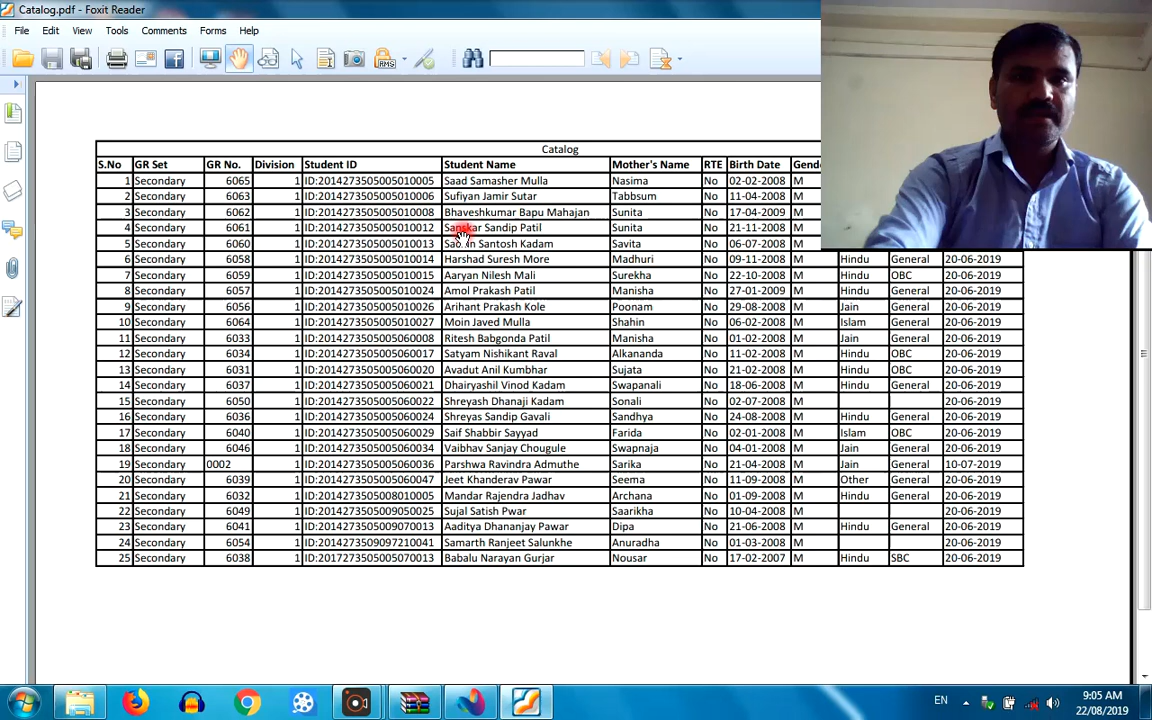 Catalog.pdf - Foxit Reader
File Edit View Tools Comments Forms Help
RMS
Catalog
S.No GR Set GR No. Division Student ID Student Name Mother's Name RTE Birth Date
1 Secondary 6065 1 ID:2014273505005010005 Saad Samasher Mulla Nasima No 02-02-2008 M
2 Secondary 6063 1 ID:2014273505005010006 Sufiyan Jamir Sutar Tabbsum No 11-04-2008 M
3 Secondary 6062 1 ID:2014273505005010008 Bhaveshkumar Bapu Mahajan Sunita No 17-04-2009 M
4 Secondary 6061 1 ID:2014273505005010012 Sanskar Sandip Patil Sunita No 21-11-2008 M
5 Secondary 6060 1 ID:2014273505005010013 Santosh Kadam Savita No 06-07-2008 M
6 Secondary 6058 1 ID:2014273505005010014 Harshad Suresh More Madhuri No 09-11-2008 M Hindu General 20-06-2019
7 Secondary 6059 1 ID:2014273505005010015 Aaryan Nilesh Mali Surekha No 22-10-2008 M Hindu OBC 20-06-2019
8 Secondary 6057 1 ID:2014273505005010024 Amol Prakash Patil Manisha No 27-01-2009 M Hindu General 20-06-2019
9 Secondary 6056 1 ID:2014273505005010026 Arihant Prakash Kole Poonam No 29-08-2008 M Jain General 20-06-2019
10 Secondary 6064 1 ID:2014273505005010027 Moin Javed Mulla Shahin No 06-02-2008 M Islam General 20-06-2019
11 Secondary 6033 1 ID:2014273505005060008 Ritesh Babgonda Patil Manisha No 01-02-2008 M Jain General 20-06-2019
12 Secondary 6034 1 ID:2014273505005060017 Satyam Nishikant Raval Alkananda No 11-02-2008 M Hindu OBC 20-06-2019
13 Secondary 6031 1 ID:2014273505005060020 Avadut Anil Kumbhar Sujata No 21-02-2008 M Hindu OBC 20-06-2019
14 Secondary 6037 1 ID:2014273505005060021 Dhairyashil Vinod Kadam Swapanali No 18-06-2008 M Hindu General 20-06-2019
15 Secondary 6050 1 ID:2014273505005060022 Shreyash Dhanaji Kadam Sonali No 02-07-2008 M 20-06-2019
16 Secondary 6036 1 ID:2014273505005060024 Shreyas Sandip Gavali Sandhya No 24-08-2008 M Hindu General 20-06-2019
17 Secondary 6040 1 ID:2014273505005060029 Saif Shabbir Sayyad Farida No 02-01-2008 M Islam OBC 20-06-2019
18 Secondary 6046 1 ID:2014273505005060034 Vaibhav Sanjay Chougule Swapnaja No 04-01-2008 M Jain General 20-06-2019
19 Secondary 0002 1 ID:2014273505005060036 Parshwa Ravindra Admuthe Sarika No 21-04-2008 M Jain General 10-07-2019
20 Secondary 6039 1 ID:2014273505005060047 Jeet Khanderav Pawar Seema No 11-09-2008 M Other General 20-06-2019
21 Secondary 6032 1 ID:2014273505008010005 Mandar Rajendra Jadhav Archana No 01-09-2008 M Hindu General 20-06-2019
22 Secondary 6049 1 ID:2014273505009050025 Sujal Satish Pwar Saarikha No 10-04-2008 M 20-06-2019
23 Secondary 6041 1 ID:2014273505009070013 Aaditya Dhananjay Pawar Dipa No 21-06-2008 M Hindu General 20-06-2019
24 Secondary 6054 1 ID:2014273509097210041 Samarth Ranjeet Salunkhe Anuradha No 01-03-2008 M 20-06-2019
25 Secondary 6038 1 ID:2017273505005070013 Babalu Narayan Gurjar Nousar No 17-02-2007 M Hindu SBC 20-06-2019
EN
9:05 AM
22/08/2019